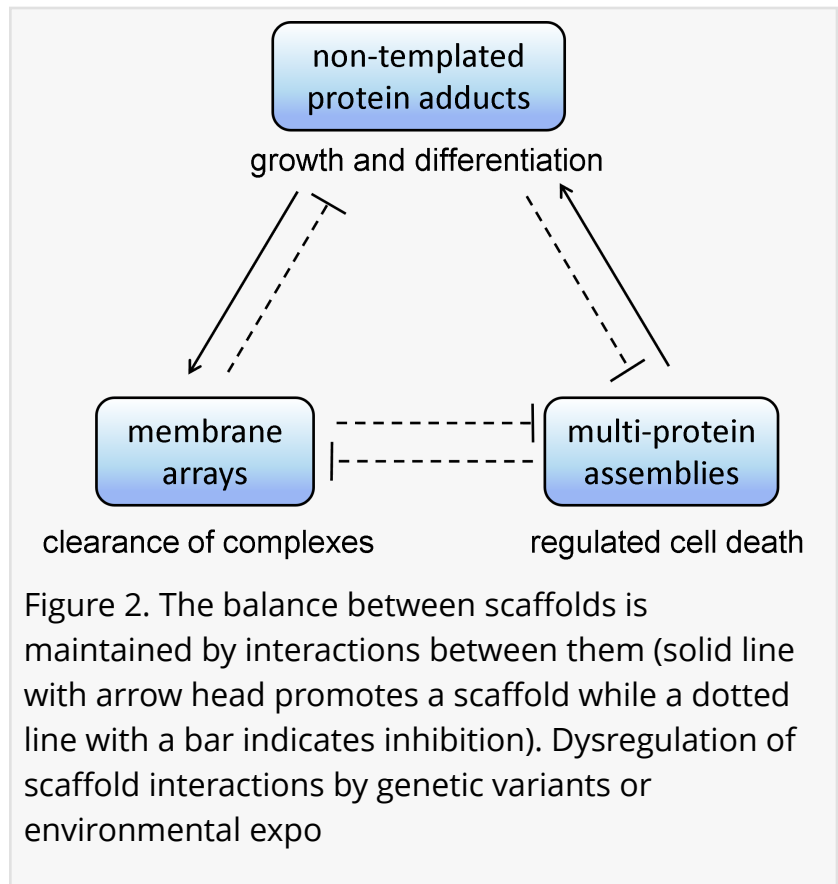 non-templated
protein adducts
growth and differentiation
membrane
arrays
multi-protein
assemblies
clearance of complexes
regulated cell death
Figure 2. The balance between scaffolds is
maintained by interactions between them (solid line
with arrow head promotes a scaffold while a dotted
line with a bar indicates inhibition). Dysregulation of
scaffold interactions by genetic variants or
environmental expo